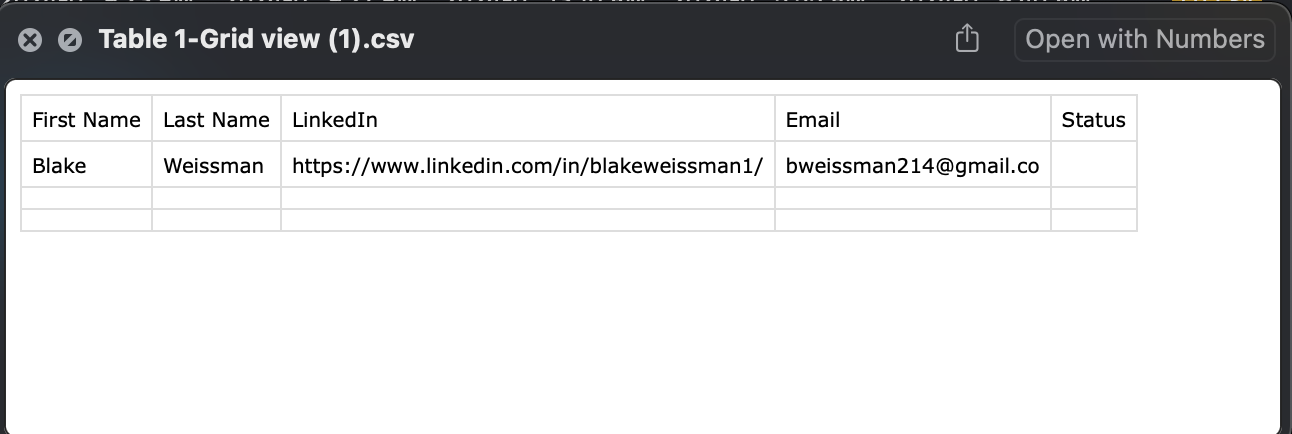 Table 1-Grid view (1).csv
Open with Numbers
First Name Last Name LinkedIn Email Status
Blake Weissman https://www.linkedin.com/in/blakeweissman1/ bweissman214@gmail.co